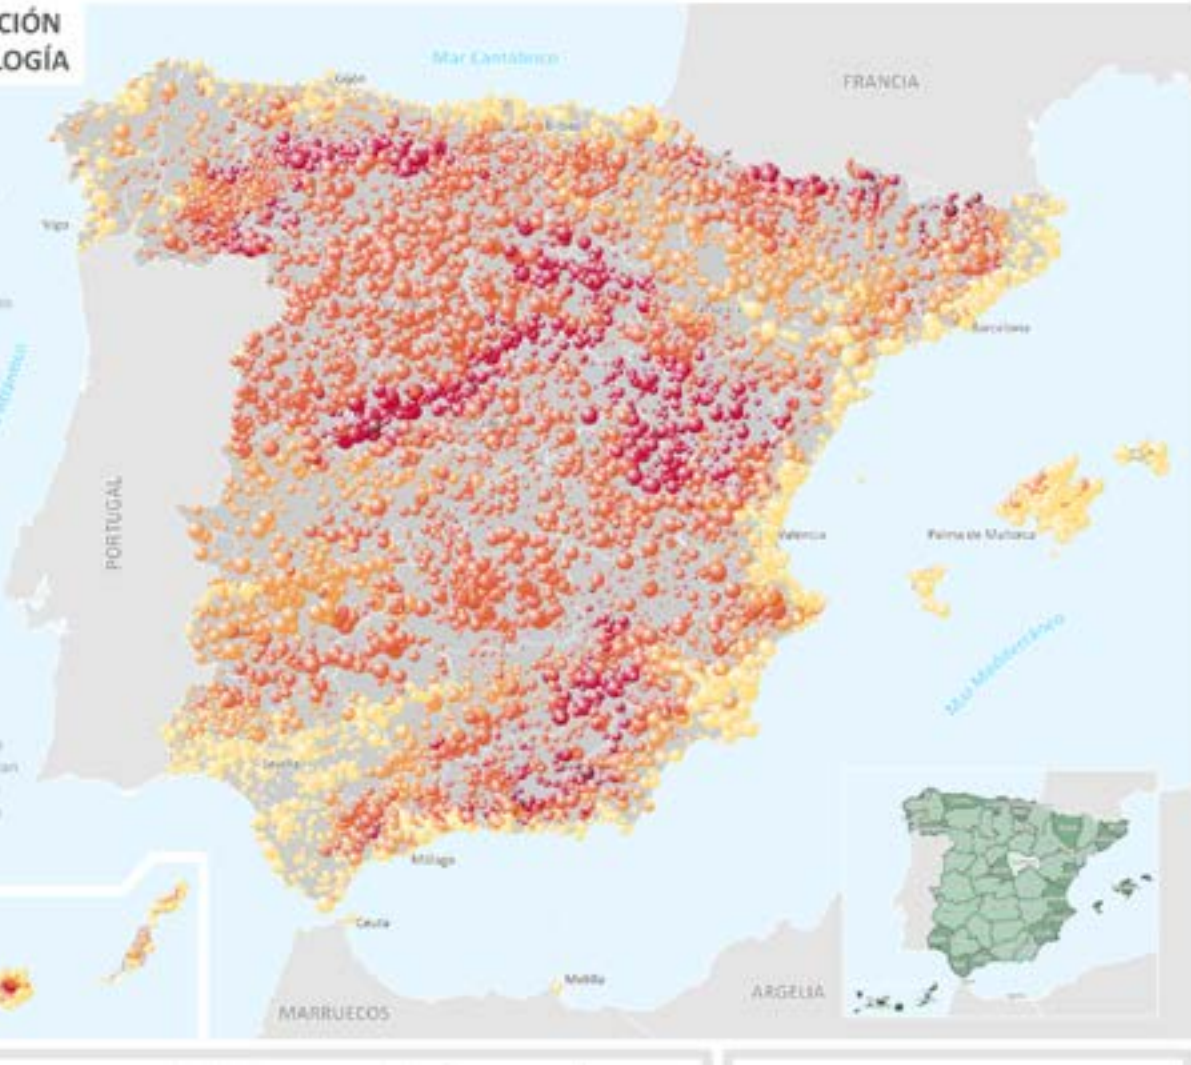 CIÓN
LOGÍA
Mar Cantábrico
Gijón
FRANCIA
Bilbao
Vigo
Barcelona
PORTUGAL
Valencia
Palma de Mallorca
Mar Mediterráneo
Sevilla
Málaga
Ceuta
Melilla
ARGELIA
MARRUECOS